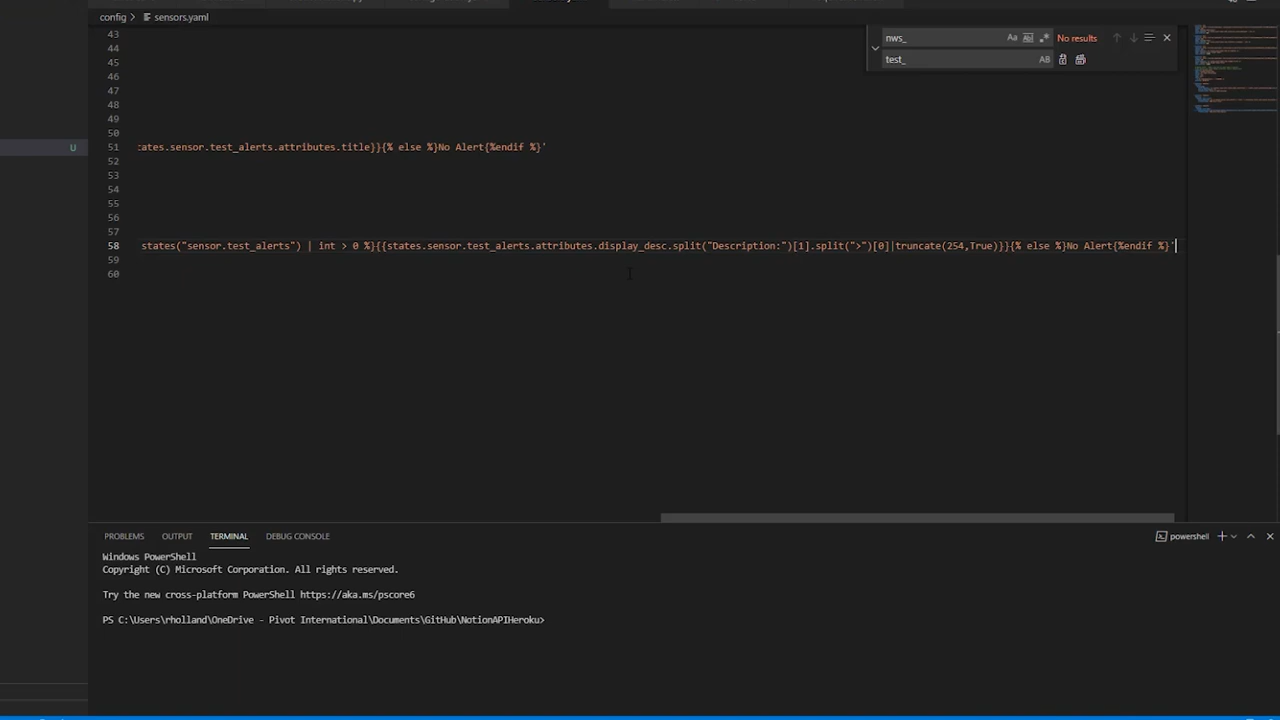 config > sensors.yaml
nws_
Aa ab .* No results
test_
AB
43
44
45
46
47
48
49
50
U
51 :ates.sensor.test_alerts.attributes.title}}{% else %}No Alert{%endif %}'
52
53
54
55
56
57
58 states("sensor.test_alerts") | int > 0 %}{{states.sensor.test_alerts.attributes.display_desc.split("Description:")[1].split(">")[0]|truncate(254,True)}}{% else %}No Alert{%endif %}'
59
60
PROBLEMS OUTPUT TERMINAL DEBUG CONSOLE powershell
Windows PowerShell
Copyright (C) Microsoft Corporation. All rights reserved.
Try the new cross-platform PowerShell https://aka.ms/pscore6
PS C:\Users\rholland\OneDrive - Pivot International\Documents\GitHub\NotionAPIHeroku>